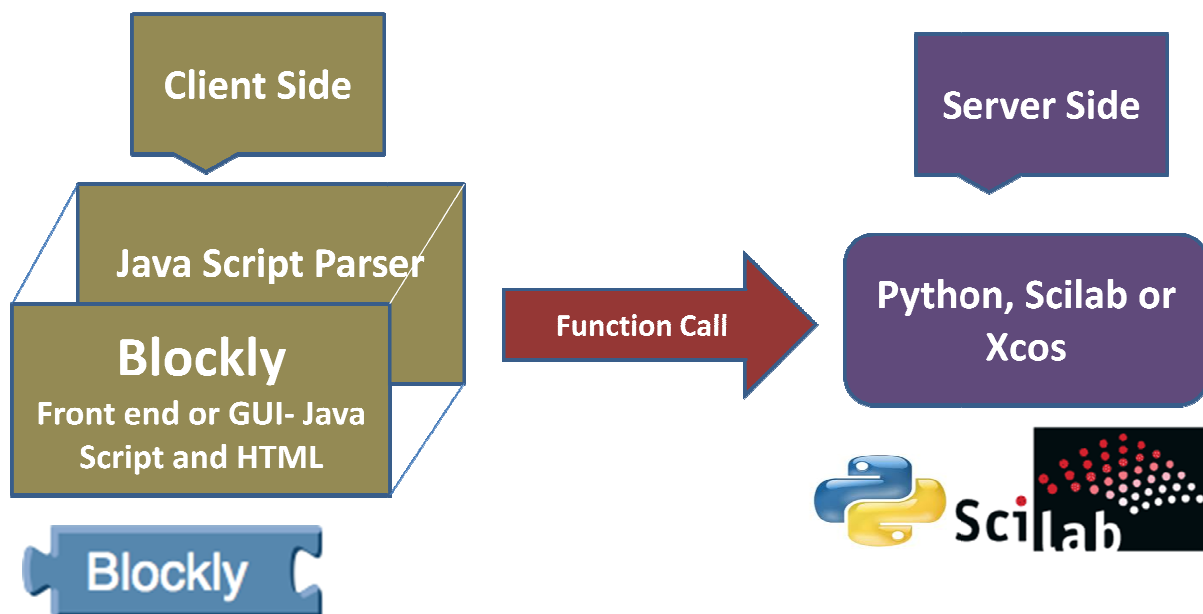 Client Side
Server Side
Java Script Parser
Blockly
Front end or GUI- Java
Script and HTML
Function Call
Python, Scilab or
Xcos
Blockly
Scilab